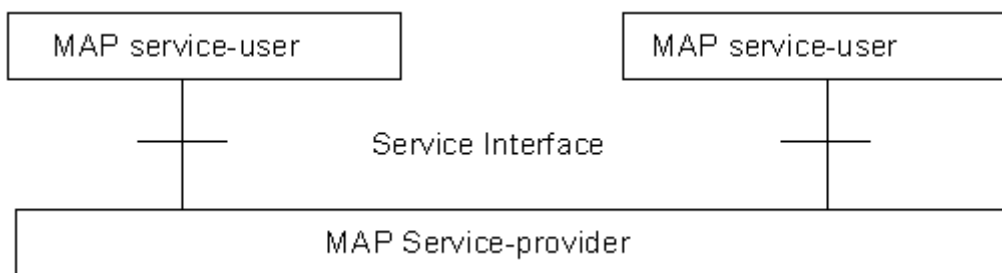 MAP service-user
MAP service-user
Service Interface
MAP Service-provider